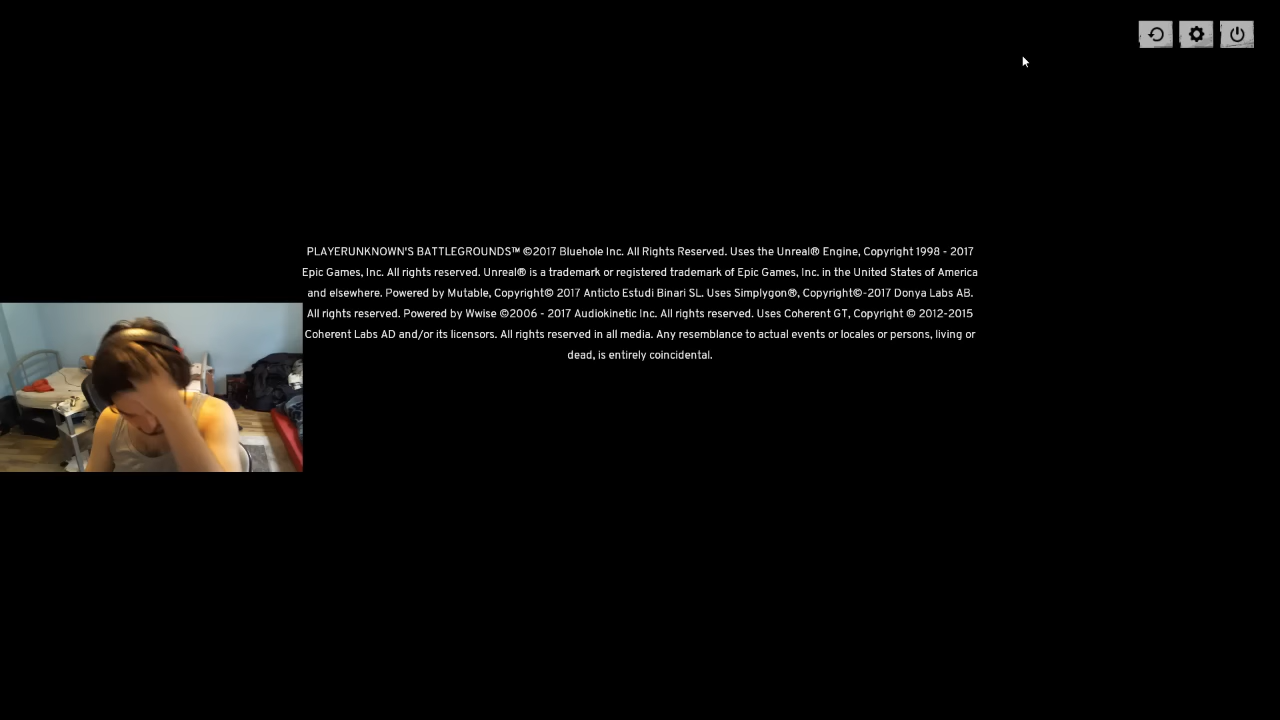 PLAYERUNKNOWN'S BATTLEGROUNDS™ ©2017 Bluehole Inc. All Rights Reserved. Uses the Unreal® Engine, Copyright 1998 - 2017
Epic Games, Inc. All rights reserved. Unreal® is a trademark or registered trademark of Epic Games, Inc. in the United States of America
and elsewhere. Powered by Mutable, Copyright© 2017 Anticto Estudi Binari SL. Uses Simplygon®, Copyright©-2017 Donya Labs AB.
All rights reserved. Powered by Wwise ©2006 - 2017 Audiokinetic Inc. All rights reserved. Uses Coherent GT, Copyright © 2012-2015
Coherent Labs AD and/or its licensors. All rights reserved in all media. Any resemblance to actual events or locales or persons, living or
dead, is entirely coincidental.